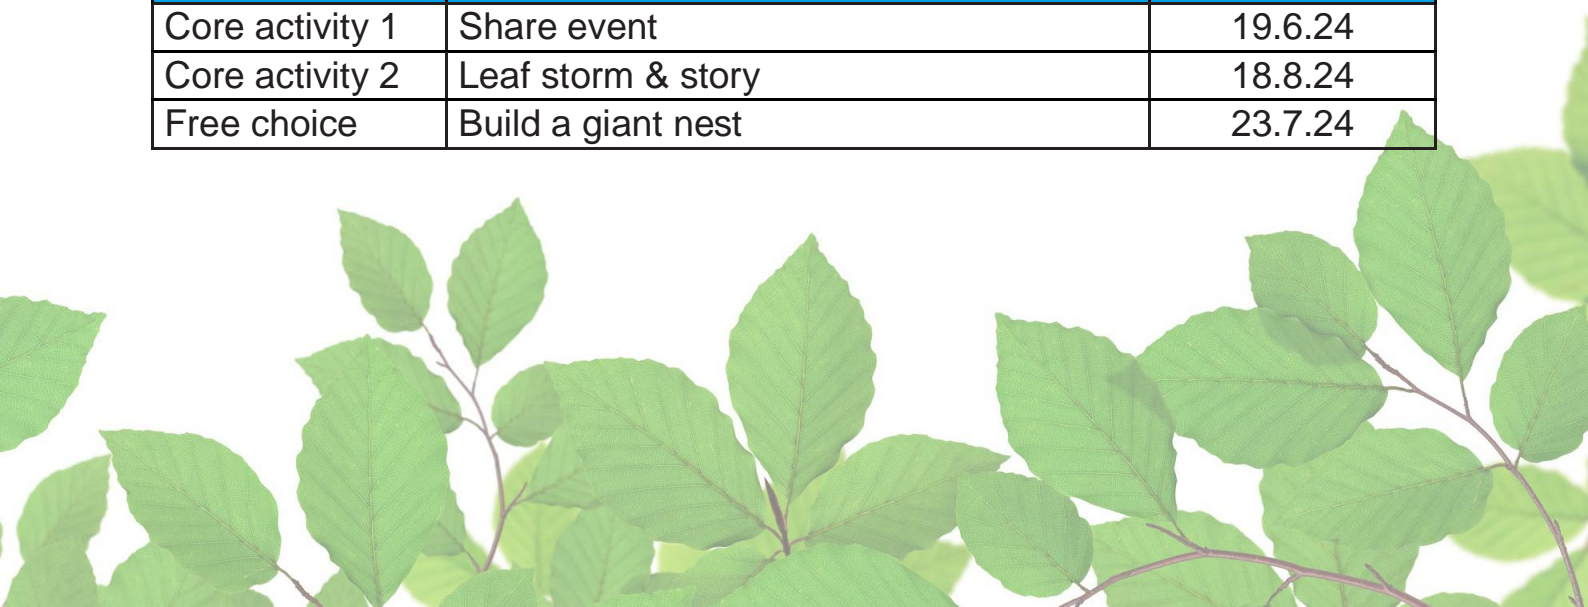 Core activity 1 Share event 19.6.24
Core activity 2 Leaf storm & story 18.8.24
Free choice Build a giant nest 23.7.24